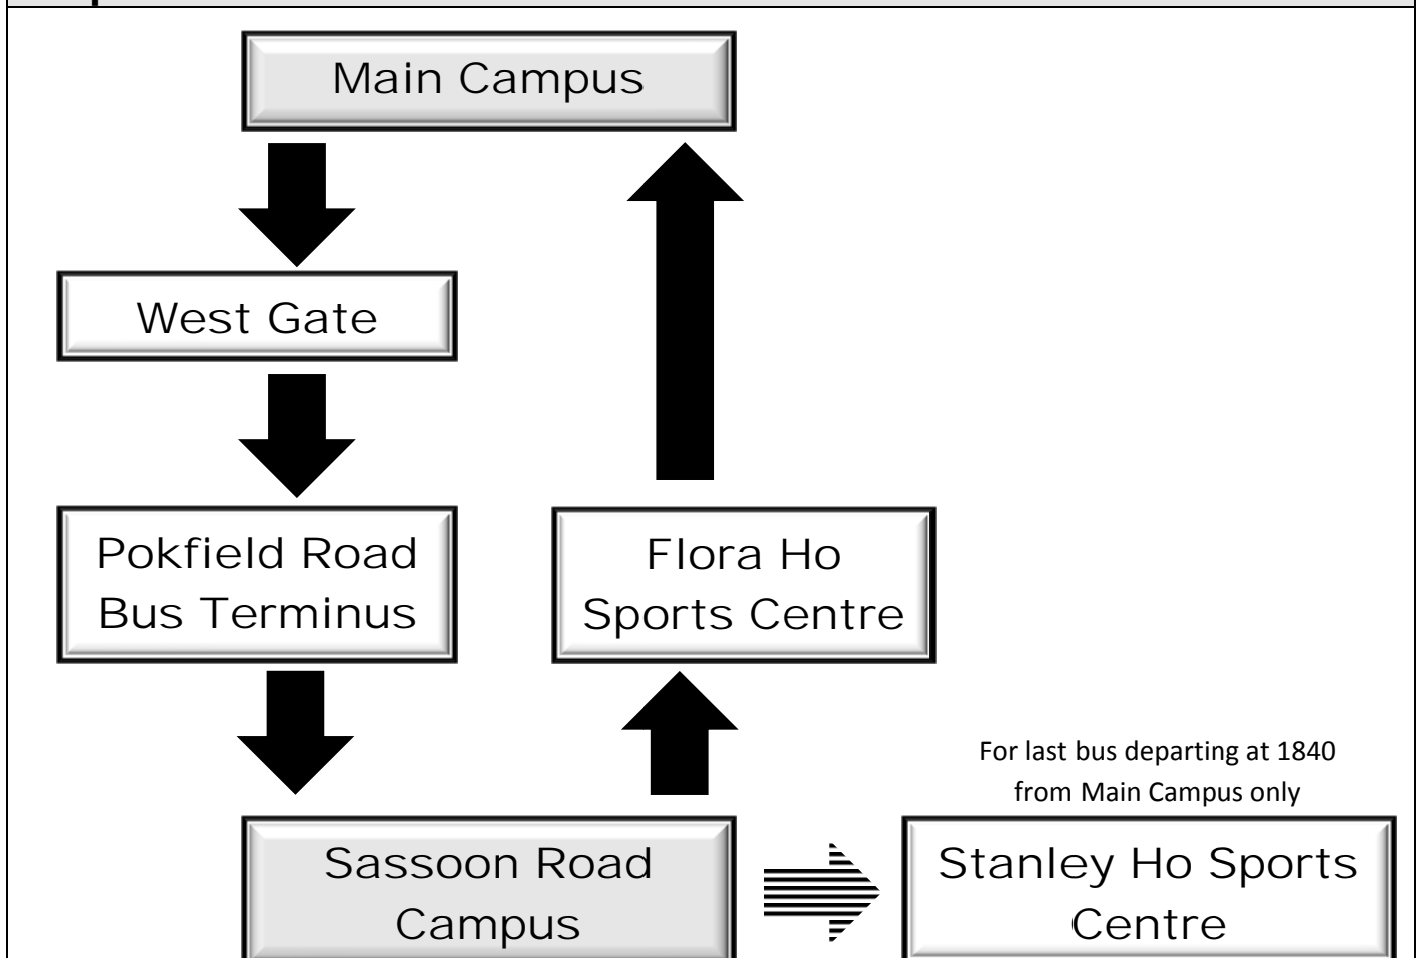 Main Campus
West Gate
Pokfield Road
Bus Terminus
Flora Ho
Sports Centre
For last bus departing at 1840
from Main Campus only
Sassoon Road
Campus
Stanley Ho Sports
Centre